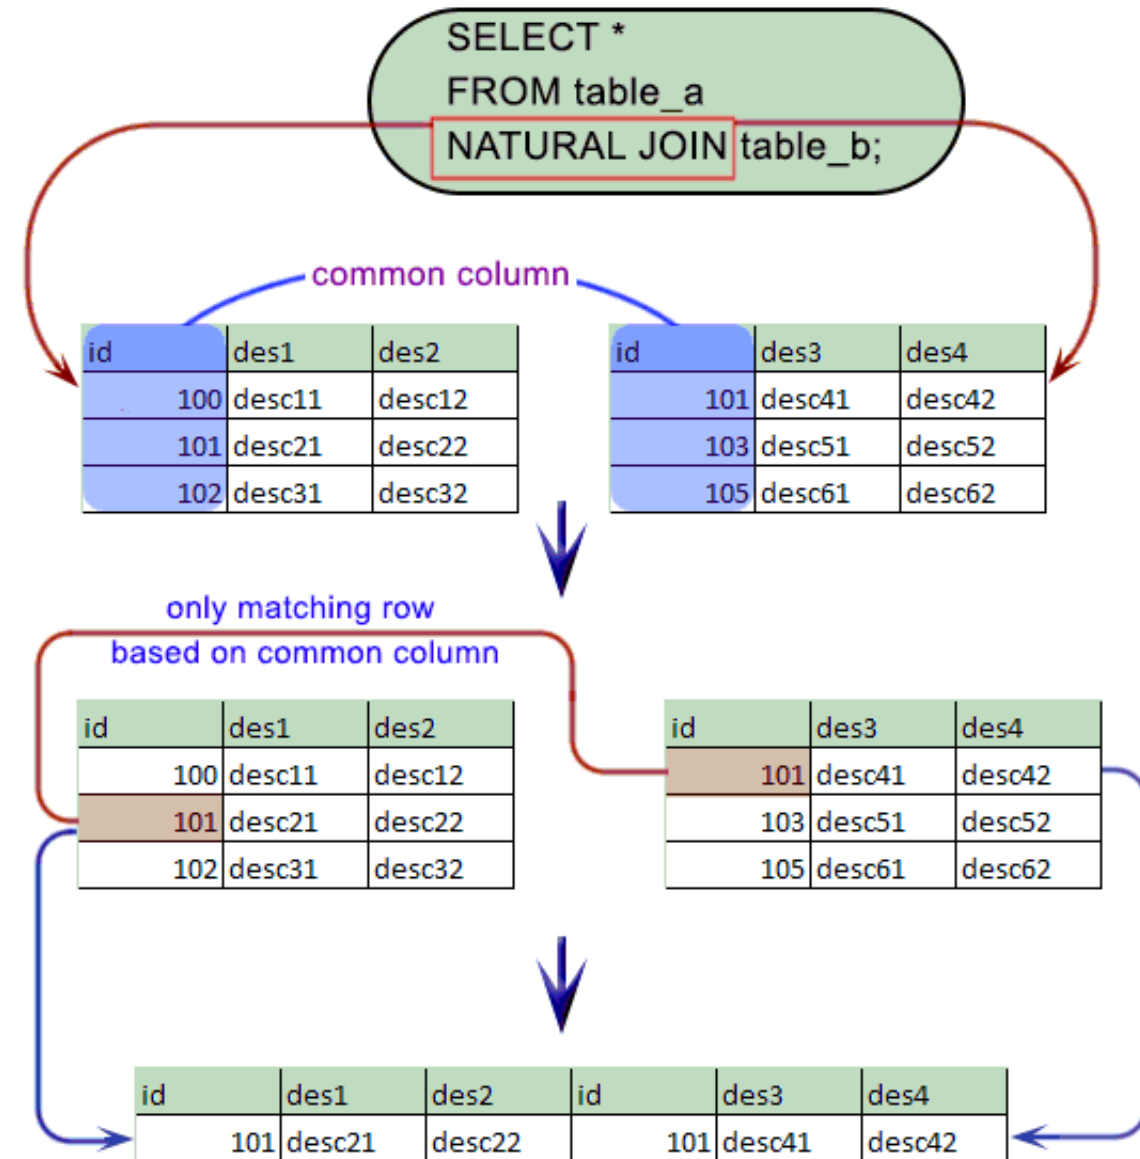 SELECT *
FROM table_a
NATURAL JOIN table_b;
common column
id des1 des2
100 desc11 desc12
101 desc21 desc22
102 desc31 desc32
id des3 des4
101 desc41 desc42
103 desc51 desc52
105 desc61 desc62
only matching row
based on common column
id des1 des2
100 desc11 desc12
101 desc21 desc22
102 desc31 desc32
id des3 des4
101 desc41 desc42
103 desc51 desc52
105 desc61 desc62
id des1 des2 id des3 des4
101 desc21 desc22 101 desc41 desc42